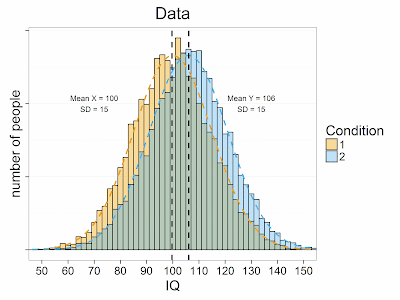 Data
number of people
Mean X = 100
SD = 15
Mean Y = 106
SD = 15
Condition
1
2
50 60 70 80 90 100 110 120 130 140 150
IQ